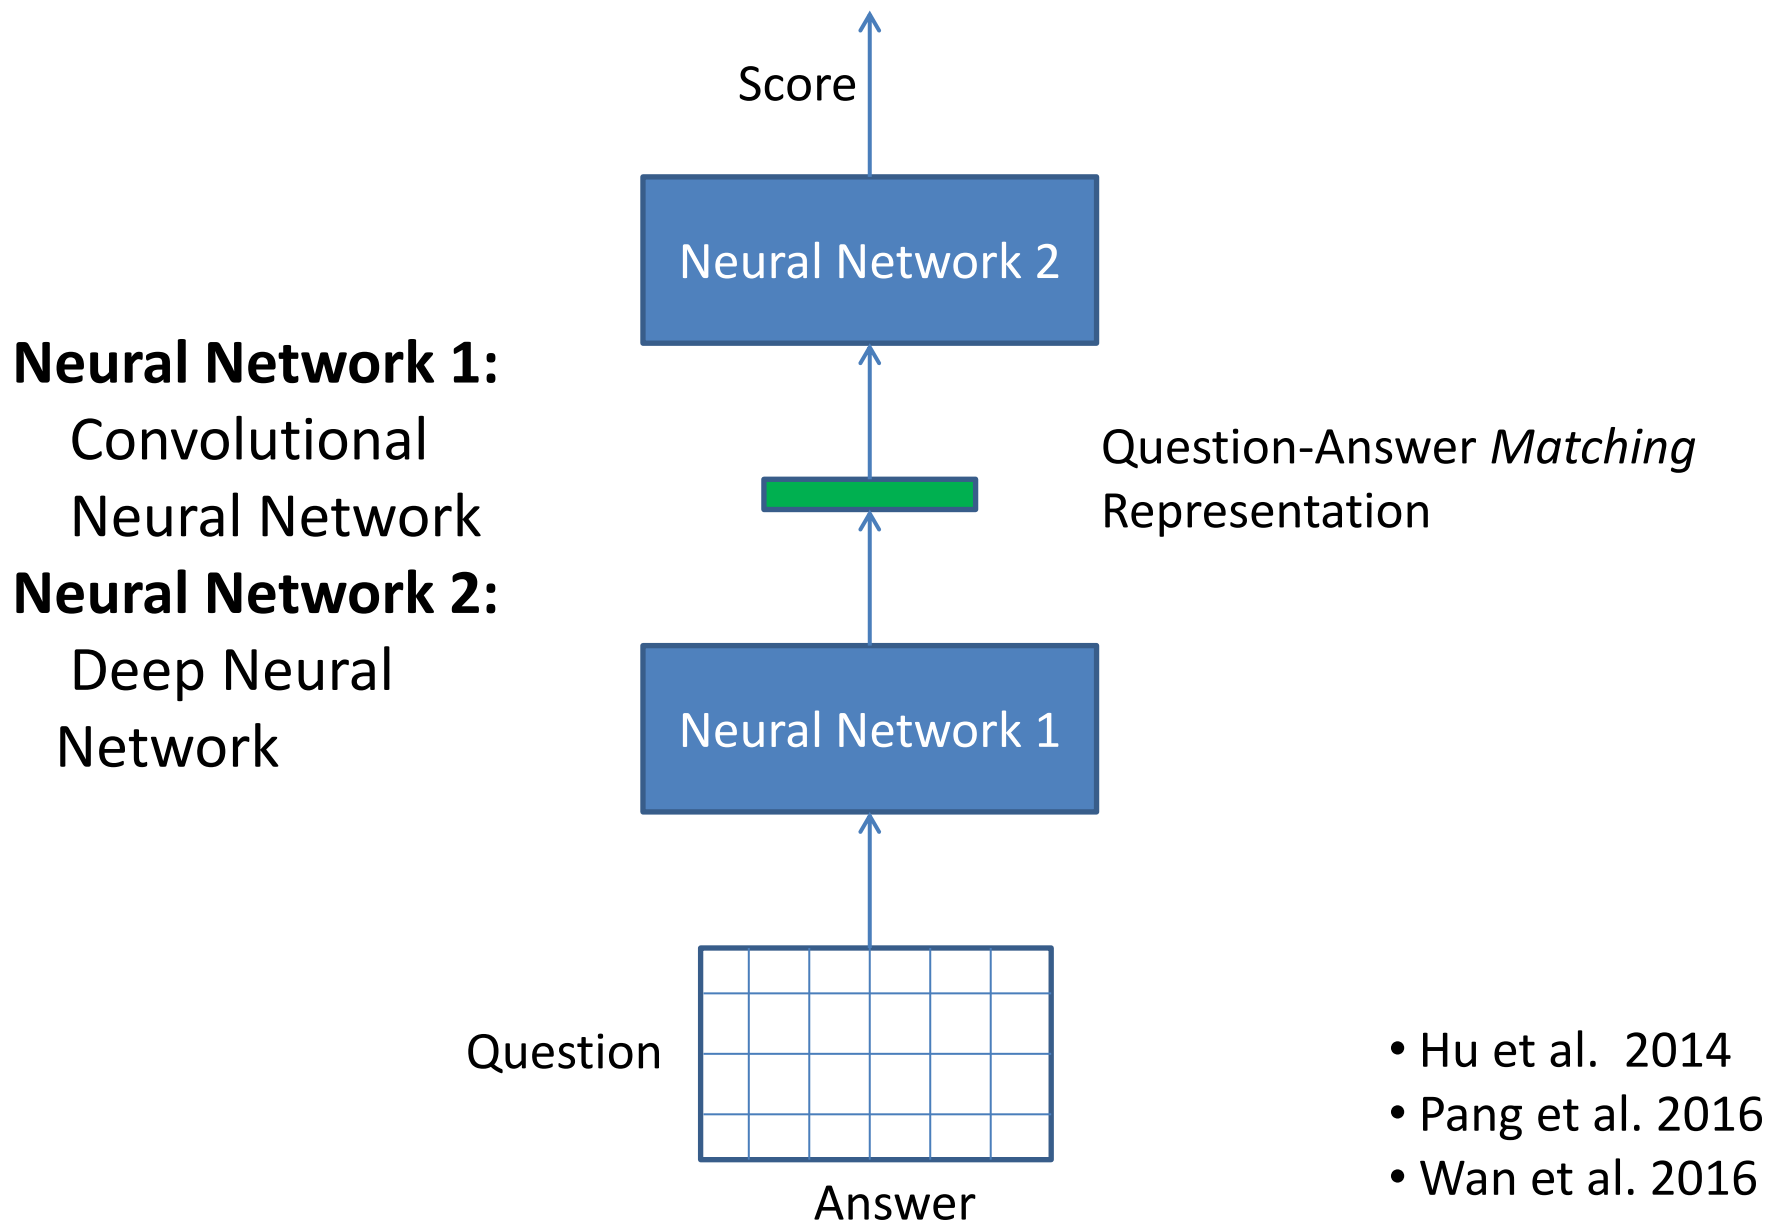 Score
Neural Network 2
Neural Network 1:
Convolutional
Neural Network
Neural Network 2:
Deep Neural
Network
Question-Answer Matching
Representation
Neural Network 1
Question
Answer
• Hu et al.  2014
• Pang et al. 2016
• Wan et al. 2016